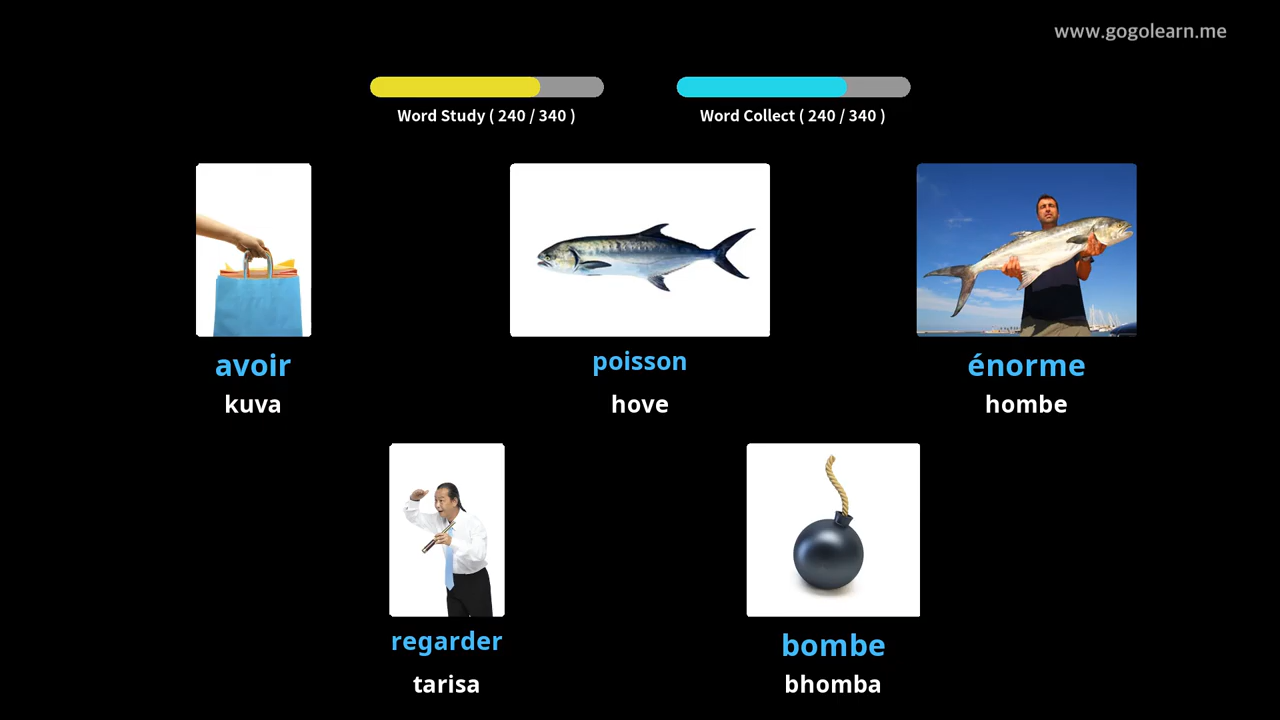 www.gogolearn.me
Word Study ( 240 / 340 )
Word Collect ( 240 / 340 )
avoir
kuva
poisson
hove
énorme
hombe
regarder
tarisa
bombe
bhomba